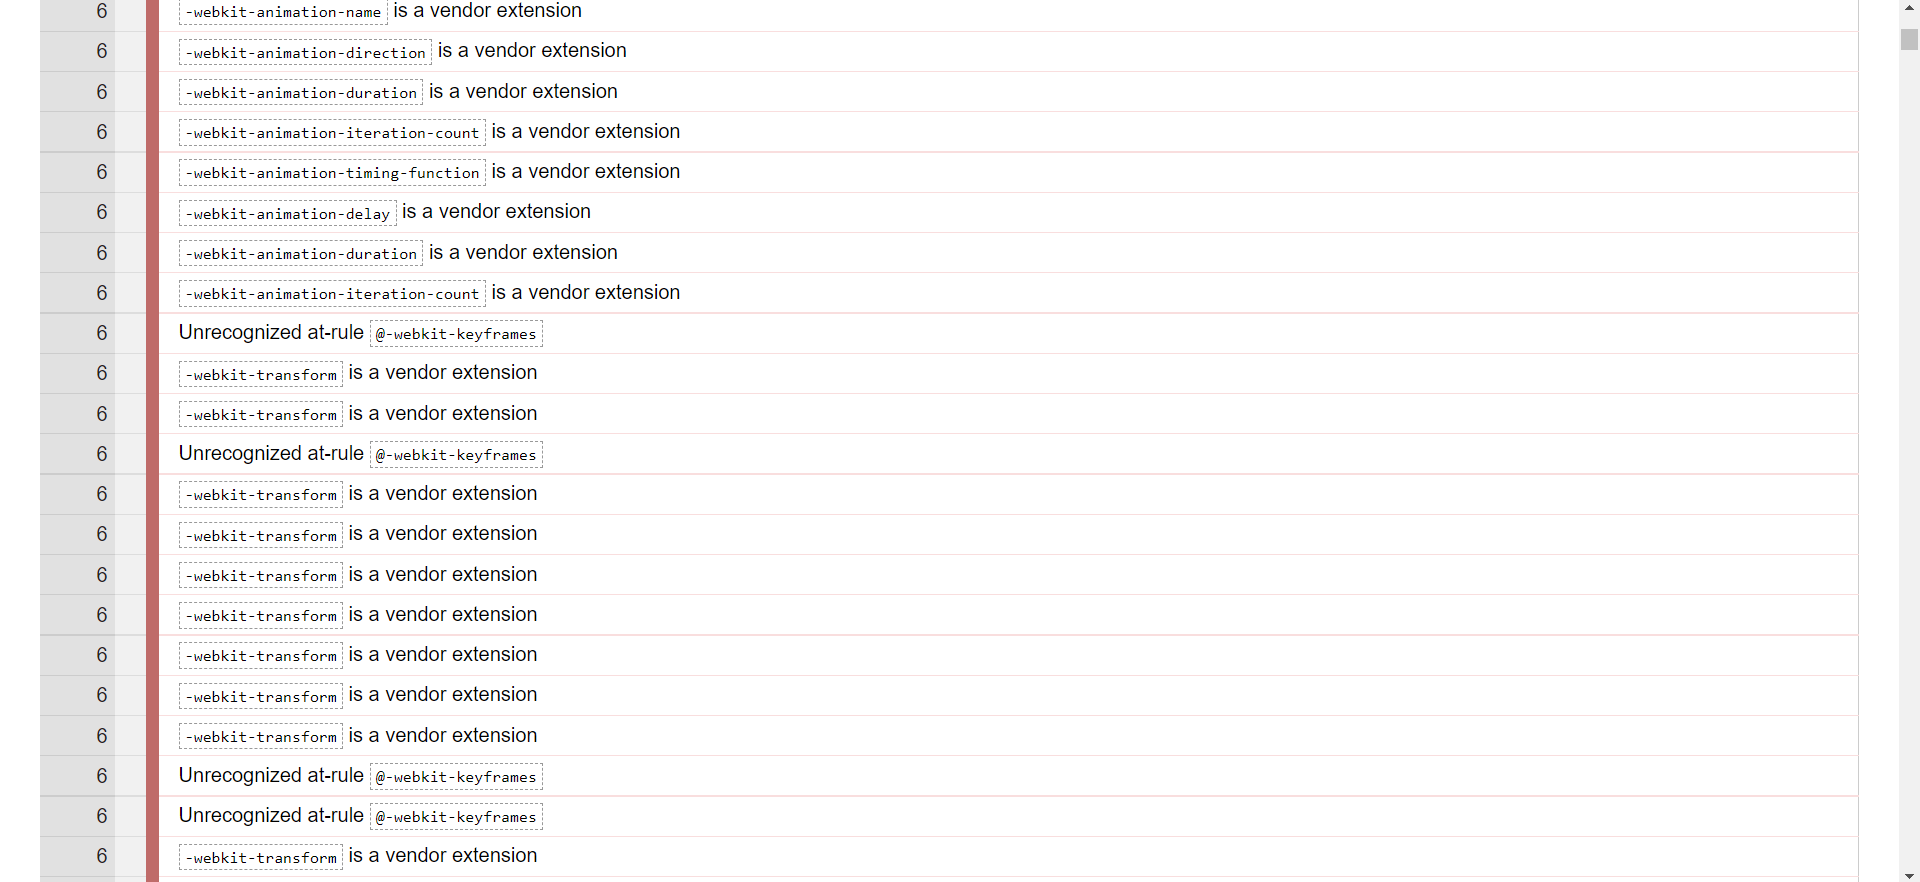 6 -webkit-animation-name is a vendor extension
6 -webkit-animation-direction is a vendor extension
6 -webkit-animation-duration is a vendor extension
6 -webkit-animation-iteration-count is a vendor extension
6 -webkit-animation-timing-function is a vendor extension
6 -webkit-animation-delay is a vendor extension
6 -webkit-animation-duration is a vendor extension
6 -webkit-animation-iteration-count is a vendor extension
6 Unrecognized at-rule @-webkit-keyframes
6 -webkit-transform is a vendor extension
6 -webkit-transform is a vendor extension
6 Unrecognized at-rule @-webkit-keyframes
6 -webkit-transform is a vendor extension
6 -webkit-transform is a vendor extension
6 -webkit-transform is a vendor extension
6 -webkit-transform is a vendor extension
6 -webkit-transform is a vendor extension
6 -webkit-transform is a vendor extension
6 -webkit-transform is a vendor extension
6 Unrecognized at-rule @-webkit-keyframes
6 Unrecognized at-rule @-webkit-keyframes
6 -webkit-transform is a vendor extension